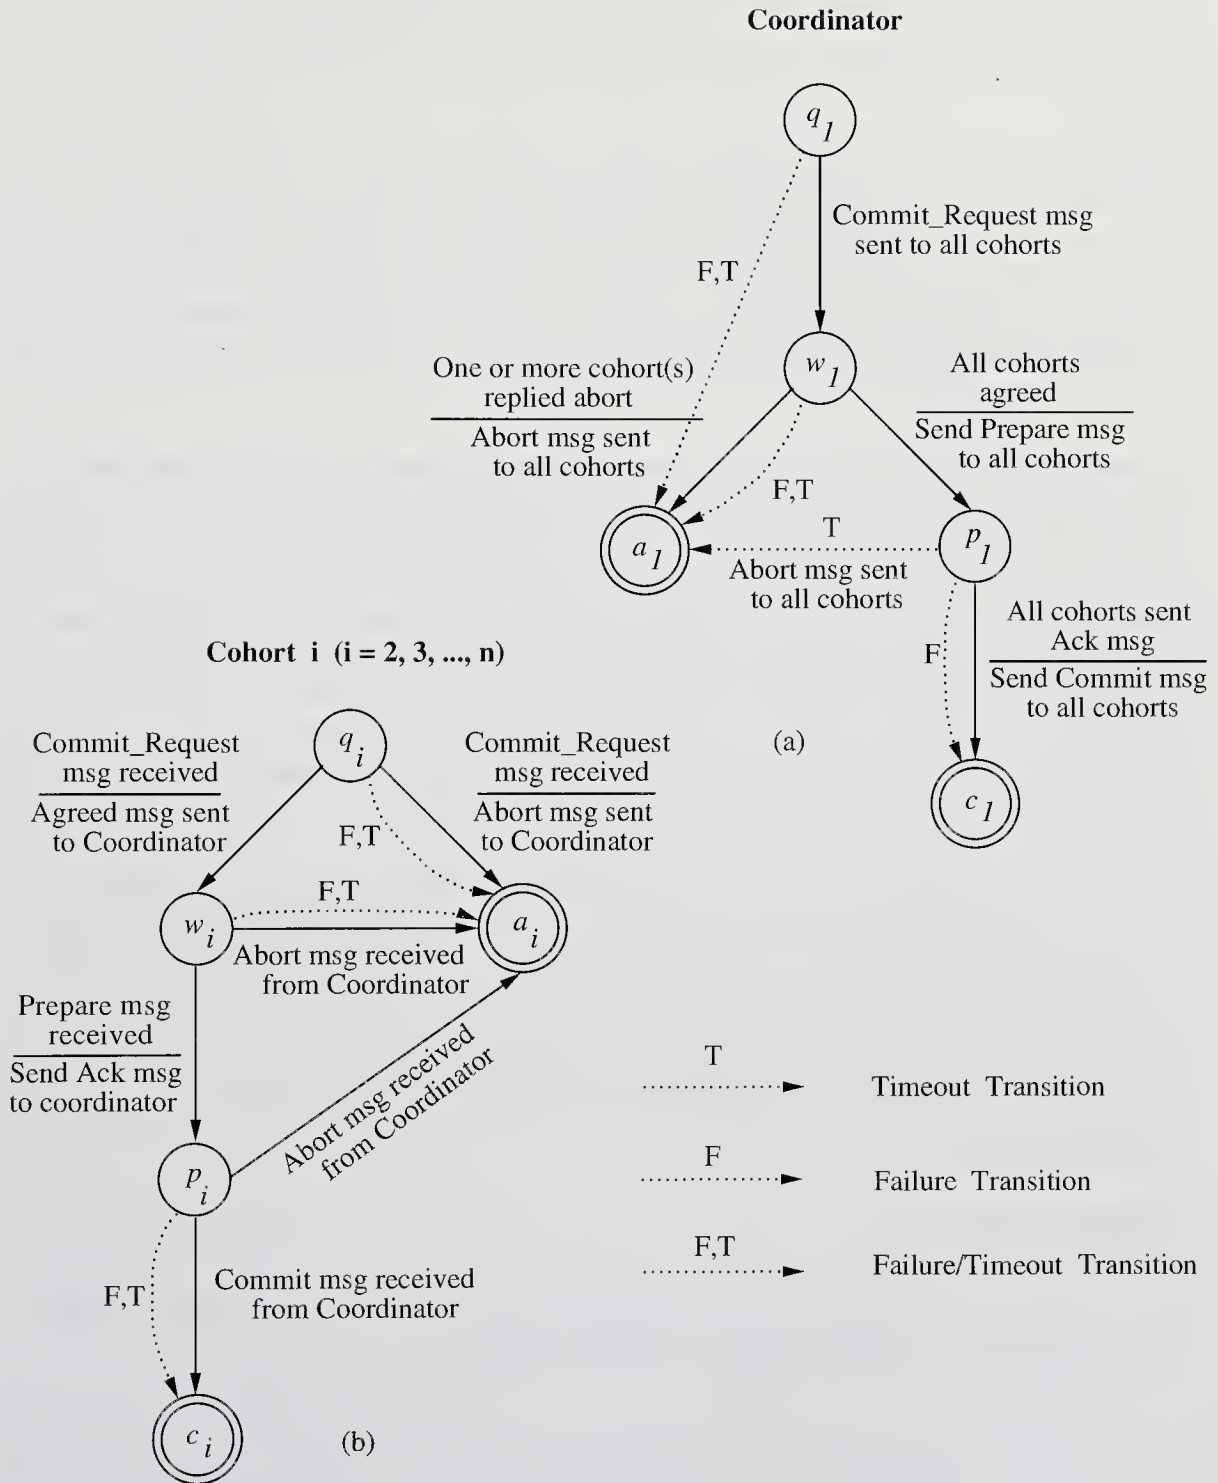 Coordinator
q1
Commit_Request msg
sent to all cohorts
F,T
w1
One or more cohort(s)
replied abort
Abort msg sent
to all cohorts
All cohorts
agreed
Send Prepare msg
to all cohorts
F,T
a1
T
p1
Abort msg sent
to all cohorts
All cohorts sent
Ack msg
Send Commit msg
to all cohorts
F
c1
(a)
Cohort i (i = 2, 3, ..., n)
qi
Commit_Request
msg received
Agreed msg sent
to Coordinator
Commit_Request
msg received
Abort msg sent
to Coordinator
F,T
F,T
wi
ai
Abort msg received
from Coordinator
Prepare msg
received
Send Ack msg
to coordinator
Abort msg received
from Coordinator
pi
F,T
Commit msg received
from Coordinator
ci
(b)
T
Timeout Transition
F
Failure Transition
F,T
Failure/Timeout Transition